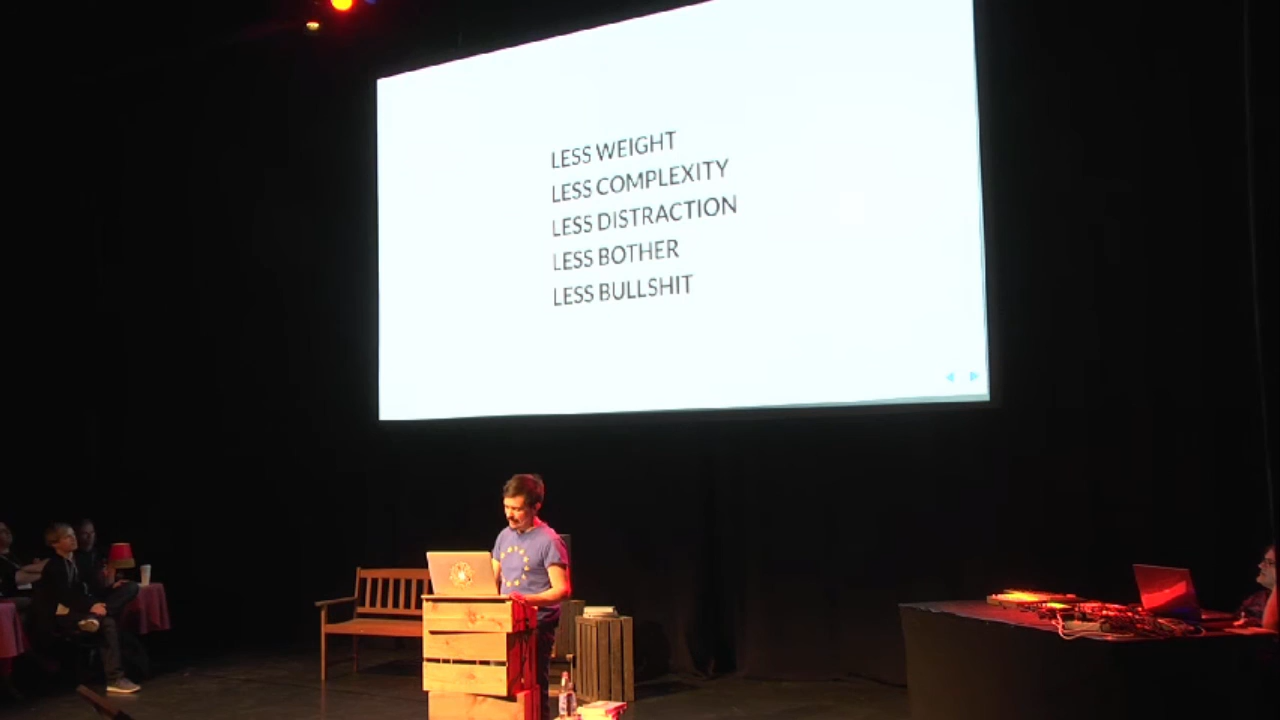 LESS WEIGHT
LESS COMPLEXITY
LESS DISTRACTION
LESS BOTHER
LESS BULLSHIT